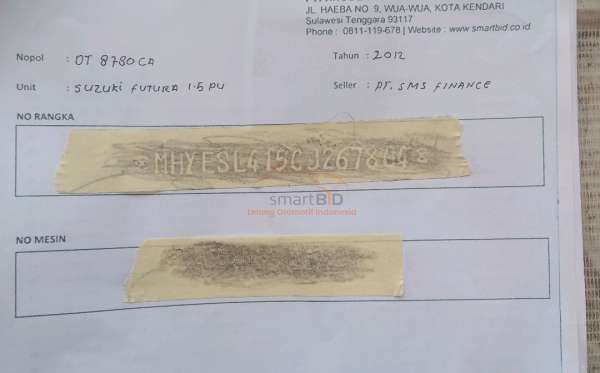 JL. HAEBA NO 9, WUA-WUA, KOTA KENDARI
Sulawesi Tenggara 93117
Phone : 0811-119-678 | Website : www.smartbid.co.id
Nopol : DT 8780 CA
Tahun : 2012
Unit : SUZUKI FUTURA 1.5 PU
Seller : PT. SMS FINANCE
NO RANGKA
MHYESL415CJ267864
smartBID
Lelang Otomotif Indonesia
NO MESIN